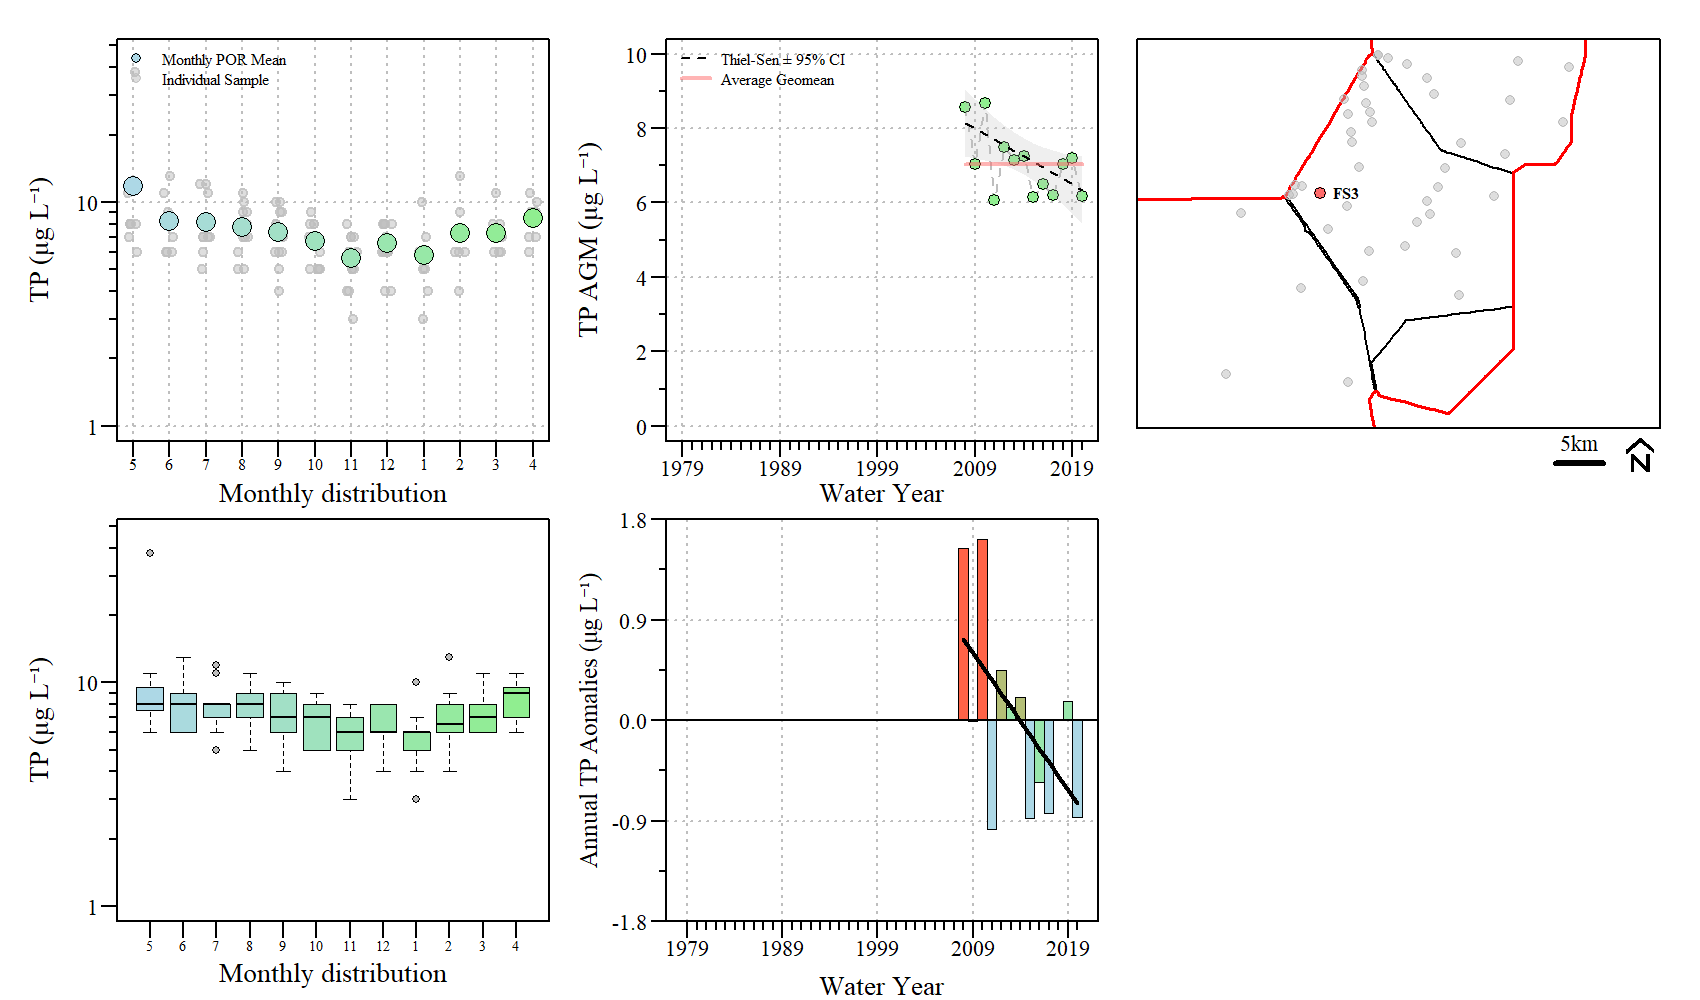 Monthly POR Mean
Individual Sample
10
1
TP (µg L⁻¹)
5 6 7 8 9 10 11 12 1 2 3 4
Monthly distribution
Thiel-Sen ± 95% CI
Average Geomean
10
8
6
4
2
0
TP AGM (µg L⁻¹)
1979 1989 1999 2009 2019
Water Year
FS3
5km
N
10
1
TP (µg L⁻¹)
5 6 7 8 9 10 11 12 1 2 3 4
Monthly distribution
1.8
0.9
0.0
-0.9
-1.8
Annual TP Aomalies (µg L⁻¹)
1979 1989 1999 2009 2019
Water Year